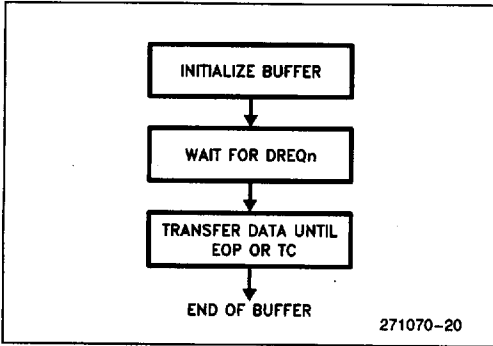 INITIALIZE BUFFER
WAIT FOR DREQn
TRANSFER DATA UNTIL
EOP OR TC
END OF BUFFER
271070-20